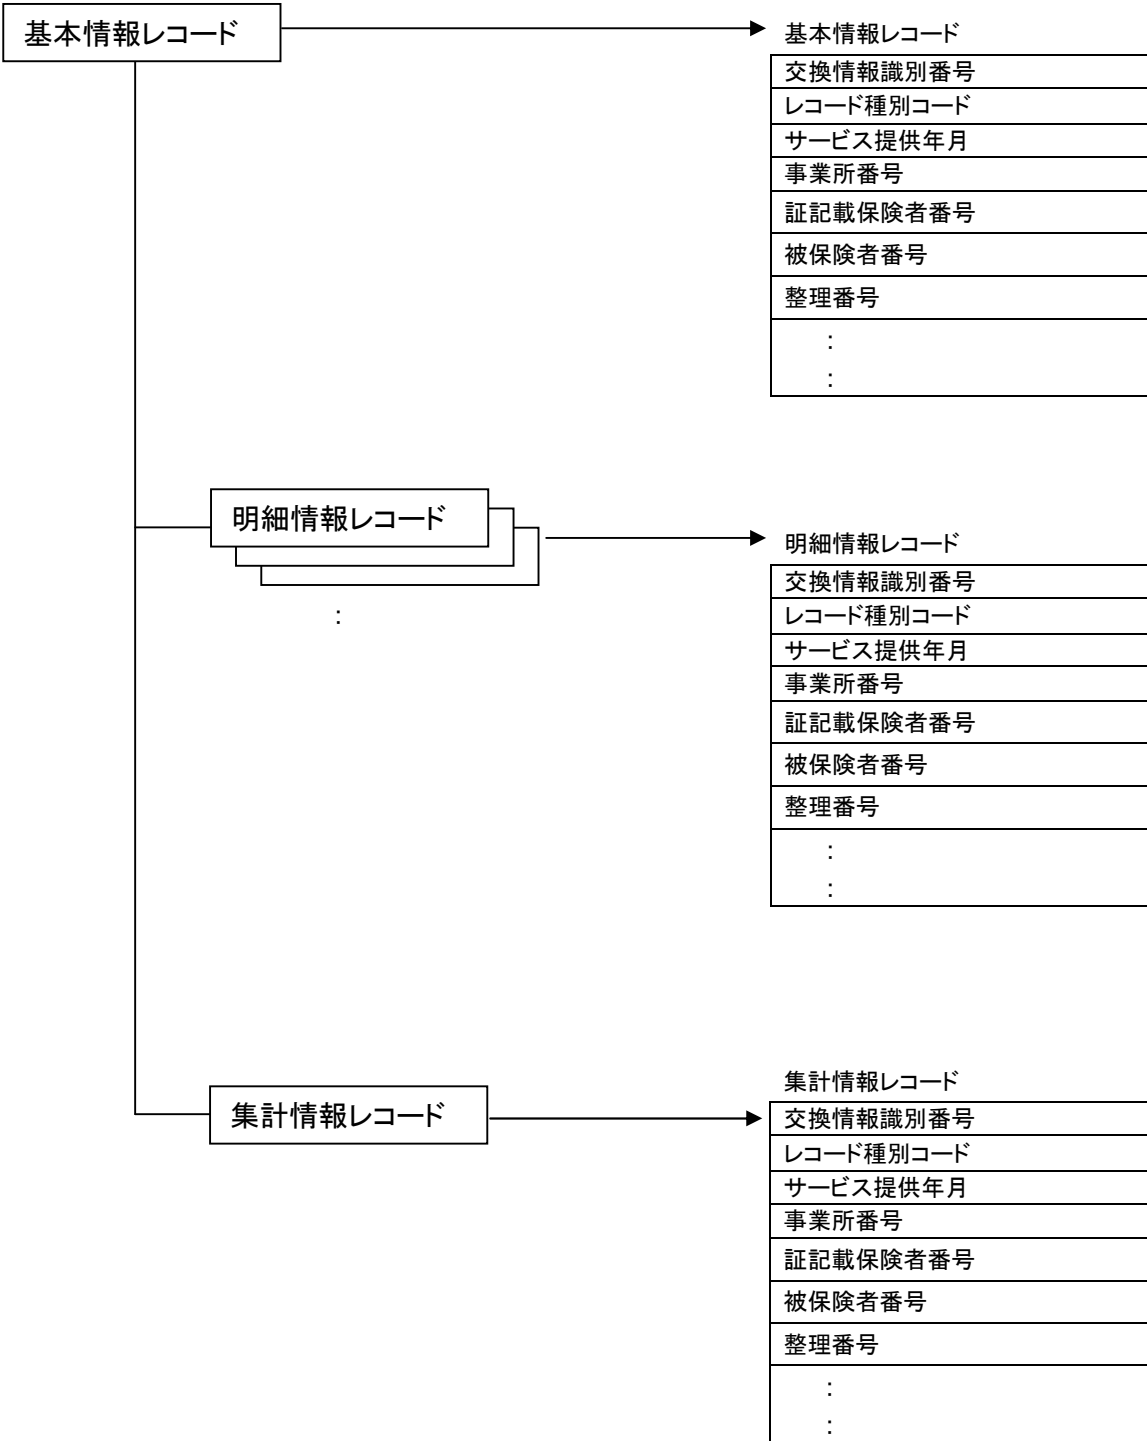 基本情報レコード
基本情報レコード
交換情報識別番号
レコード種別コード
サービス提供年月
事業所番号
証記載保険者番号
被保険者番号
整理番号
:
:
明細情報レコード
:
明細情報レコード
交換情報識別番号
レコード種別コード
サービス提供年月
事業所番号
証記載保険者番号
被保険者番号
整理番号
:
:
集計情報レコード
集計情報レコード
交換情報識別番号
レコード種別コード
サービス提供年月
事業所番号
証記載保険者番号
被保険者番号
整理番号
:
: